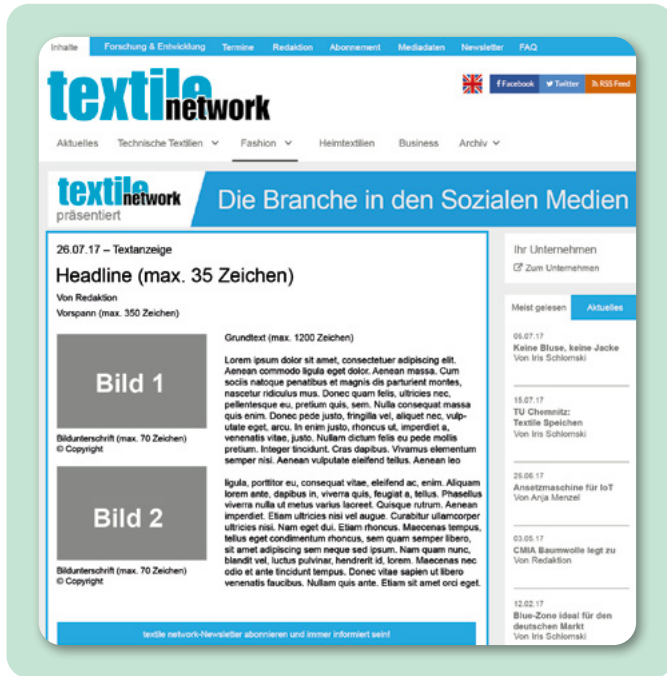 Inhalte Forschung & Entwicklung Termine Redaktion Abonnement Mediadaten Newsletter FAQ
textile network
Facebook Twitter RSS Feed
Aktuelles Technische Textilien Fashion Heimtextilien Business Archiv
textile network
präsentiert
Die Branche in den Sozialen Medien
26.07.17 – Textanzeige
Headline (max. 35 Zeichen)
Von Redaktion
Vorspann (max. 350 Zeichen)
Bild 1
Bildunterschrift (max. 70 Zeichen)
© Copyright
Bild 2
Bildunterschrift (max. 70 Zeichen)
© Copyright
Grundtext (max. 1200 Zeichen)
Lorem ipsum dolor sit amet, consectetuer adipiscing elit.
Aenean commodo ligula eget dolor. Aenean massa. Cum
sociis natoque penatibus et magnis dis parturient montes,
nascetur ridiculus mus. Donec quam felis, ultricies nec,
pellentesque eu, pretium quis, sem. Nulla consequat massa
quis enim. Donec pede justo, fringilla vel, aliquet nec, vulp-
utate eget, arcu. In enim justo, rhoncus ut, imperdiet a,
venenatis vitae, justo. Nullam dictum felis eu pede mollis
pretium. Integer tincidunt. Cras dapibus. Vivamus elementum
semper nisi. Aenean vulputate eleifend tellus. Aenean leo
ligula, porttitor eu, consequat vitae, eleifend ac, enim. Aliquam
lorem ante, dapibus in, viverra quis, feugiat a, tellus. Phasellus
viverra nulla ut metus varius laoreet. Quisque rutrum. Aenean
imperdiet. Etiam ultricies nisi vel augue. Curabitur ullamcorper
ultricies nisi. Nam eget dui. Etiam rhoncus. Maecenas tempus,
tellus eget condimentum rhoncus, sem quam semper libero,
sit amet adipiscing sem neque sed ipsum. Nam quam nunc,
blandit vel, luctus pulvinar, hendrerit id, lorem. Maecenas nec
odio et ante tincidunt tempus. Donec vitae sapien ut libero
venenatis faucibus. Nullam quis ante. Etiam sit amet orci eget.
textile network-Newsletter abonnieren und immer informiert sein!
Ihr Unternehmen
Zum Unternehmen
Meist gelesen Aktuelles
06.07.17
Keine Bluse, keine Jacke
Von Iris Schlomski
15.07.17
TU Chemnitz:
Textile Speichen
Von Iris Schlomski
26.06.17
Ansetzmaschine für IoT
Von Anja Menzel
03.05.17
CMIA Baumwolle legt zu
Von Redaktion
12.02.17
Blue-Zone ideal für den
deutschen Markt
Von Iris Schlomski